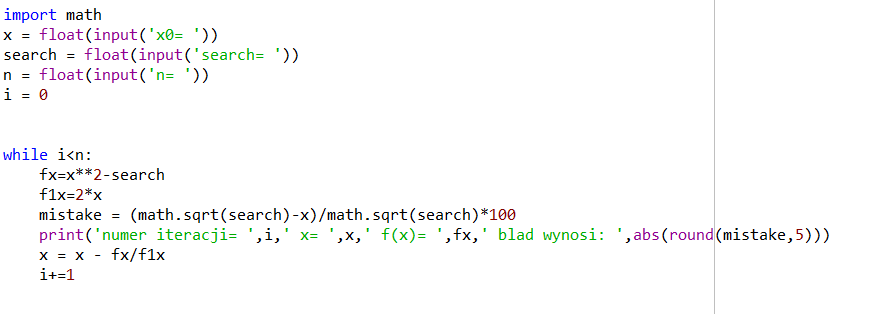 import math
x = float(input('x0= '))
search = float(input('search= '))
n = float(input('n= '))
i = 0
while i<n:
    fx=x**2-search
    f1x=2*x
    mistake = (math.sqrt(search)-x)/math.sqrt(search)*100
    print('numer iteracji= ',i,' x= ',x,' f(x)= ',fx,' blad wynosi: ',abs(round(mistake,5)))
    x = x - fx/f1x
    i+=1